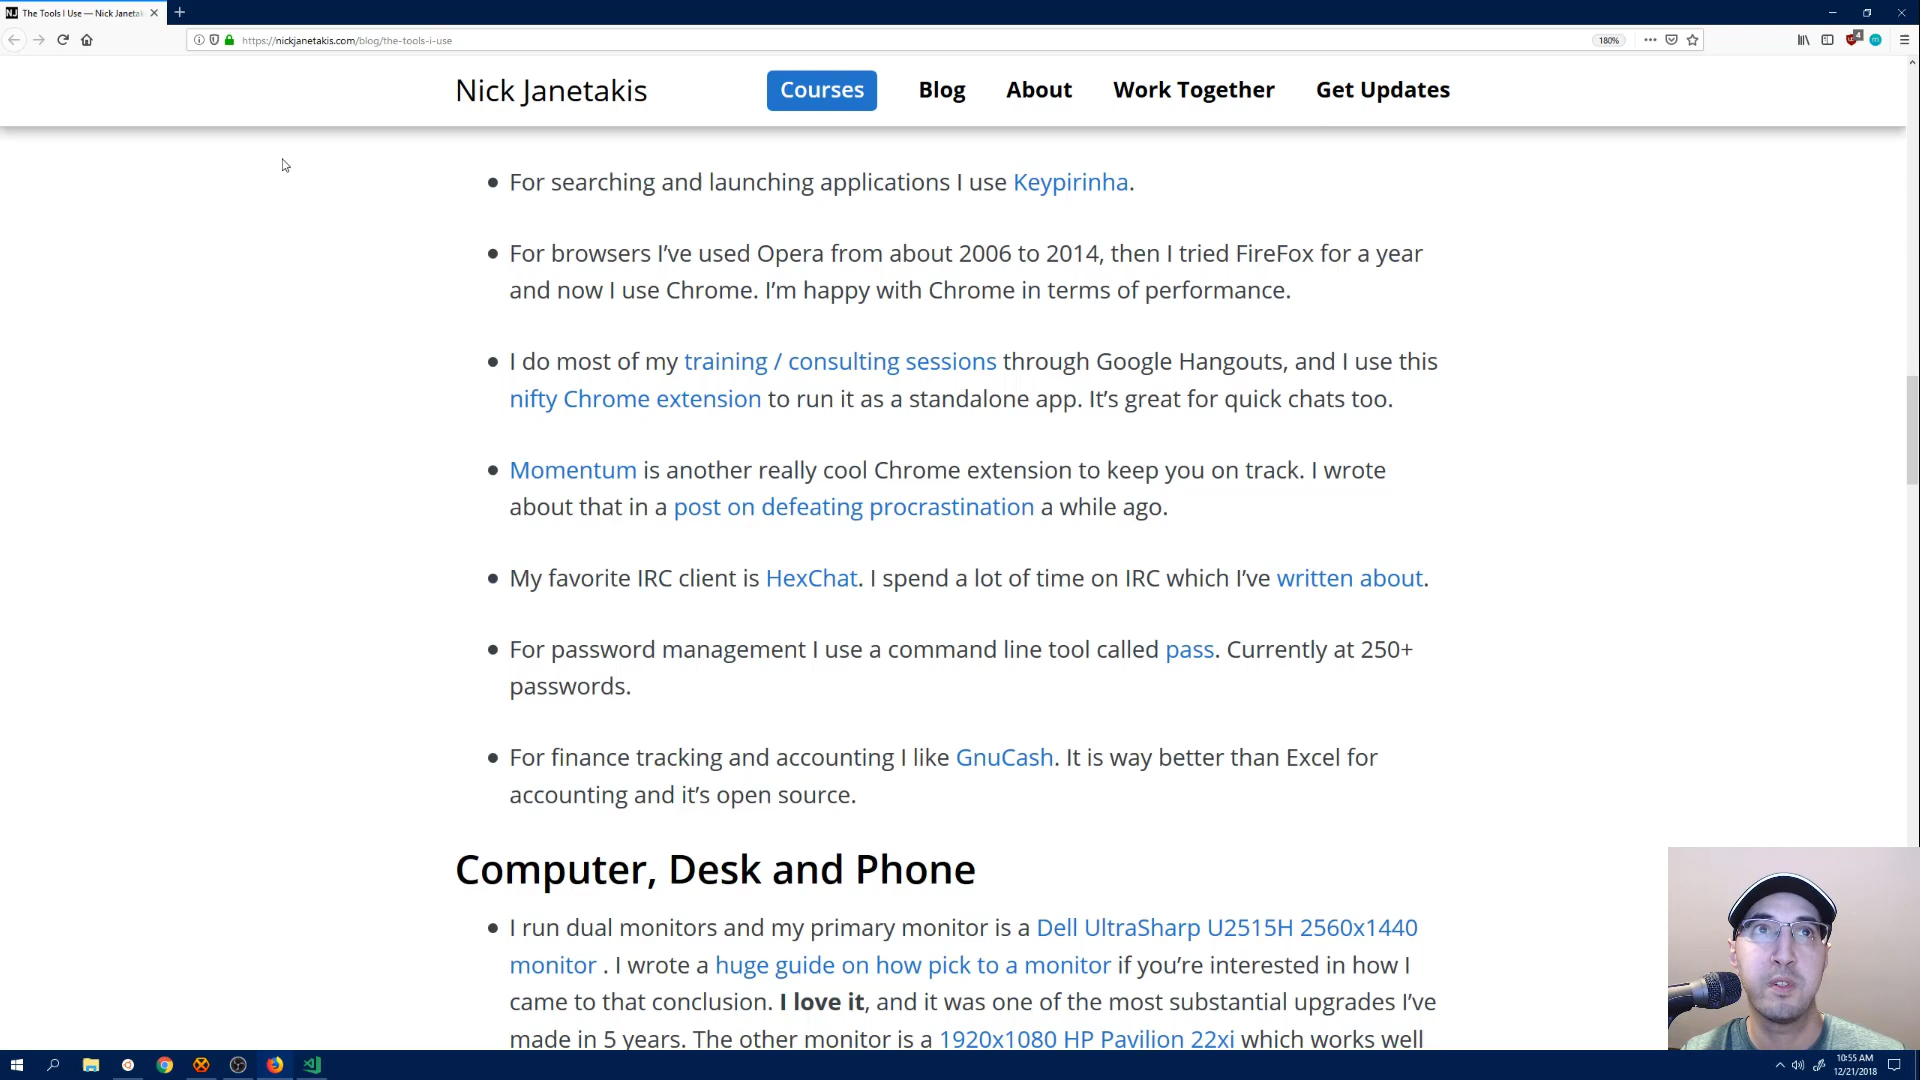 NJ The Tools I Use — Nick Janetak
https://nickjanetakis.com/blog/the-tools-i-use
180%
4
Nick Janetakis
Courses
Blog
About
Work Together
Get Updates
For searching and launching applications I use Keypirinha.
For browsers I’ve used Opera from about 2006 to 2014, then I tried FireFox for a year
and now I use Chrome. I’m happy with Chrome in terms of performance.
I do most of my training / consulting sessions through Google Hangouts, and I use this
nifty Chrome extension to run it as a standalone app. It’s great for quick chats too.
Momentum is another really cool Chrome extension to keep you on track. I wrote
about that in a post on defeating procrastination a while ago.
My favorite IRC client is HexChat. I spend a lot of time on IRC which I’ve written about.
For password management I use a command line tool called pass. Currently at 250+
passwords.
For finance tracking and accounting I like GnuCash. It is way better than Excel for
accounting and it’s open source.
Computer, Desk and Phone
I run dual monitors and my primary monitor is a Dell UltraSharp U2515H 2560x1440
monitor . I wrote a huge guide on how pick to a monitor if you’re interested in how I
came to that conclusion. I love it, and it was one of the most substantial upgrades I’ve
made in 5 years. The other monitor is a 1920x1080 HP Pavilion 22xi which works well
10:55 AM
12/21/2018